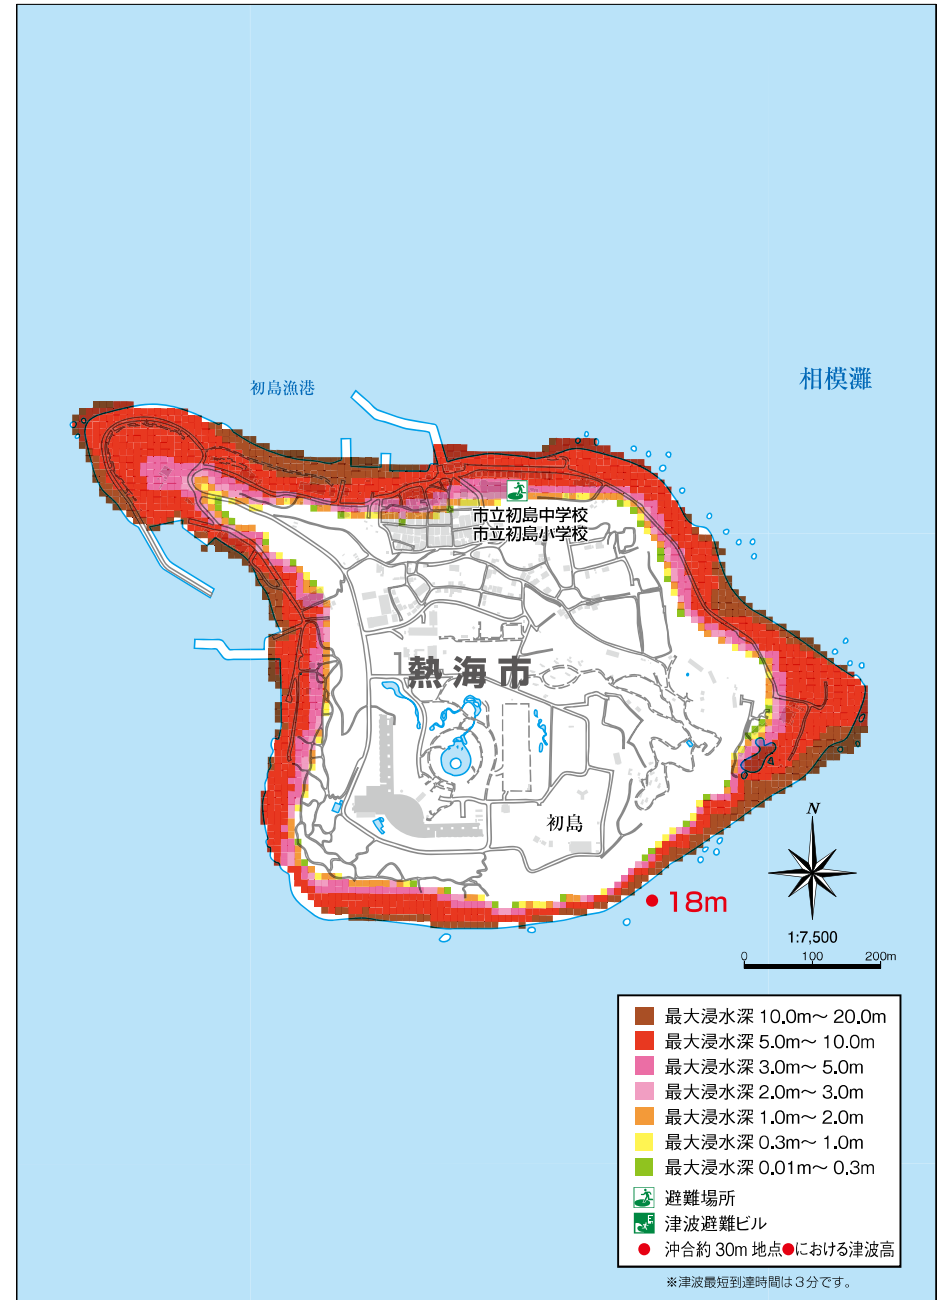 初島漁港
相模灘
市立初島中学校
市立初島小学校
熱海市
初島
18m
N
1:7,500
0 100 200m
最大浸水深 10.0m～ 20.0m
最大浸水深 5.0m～ 10.0m
最大浸水深 3.0m～ 5.0m
最大浸水深 2.0m～ 3.0m
最大浸水深 1.0m～ 2.0m
最大浸水深 0.3m～ 1.0m
最大浸水深 0.01m～ 0.3m
避難場所
津波避難ビル
沖合約 30m 地点●における津波高
※津波最短到達時間は３分です。